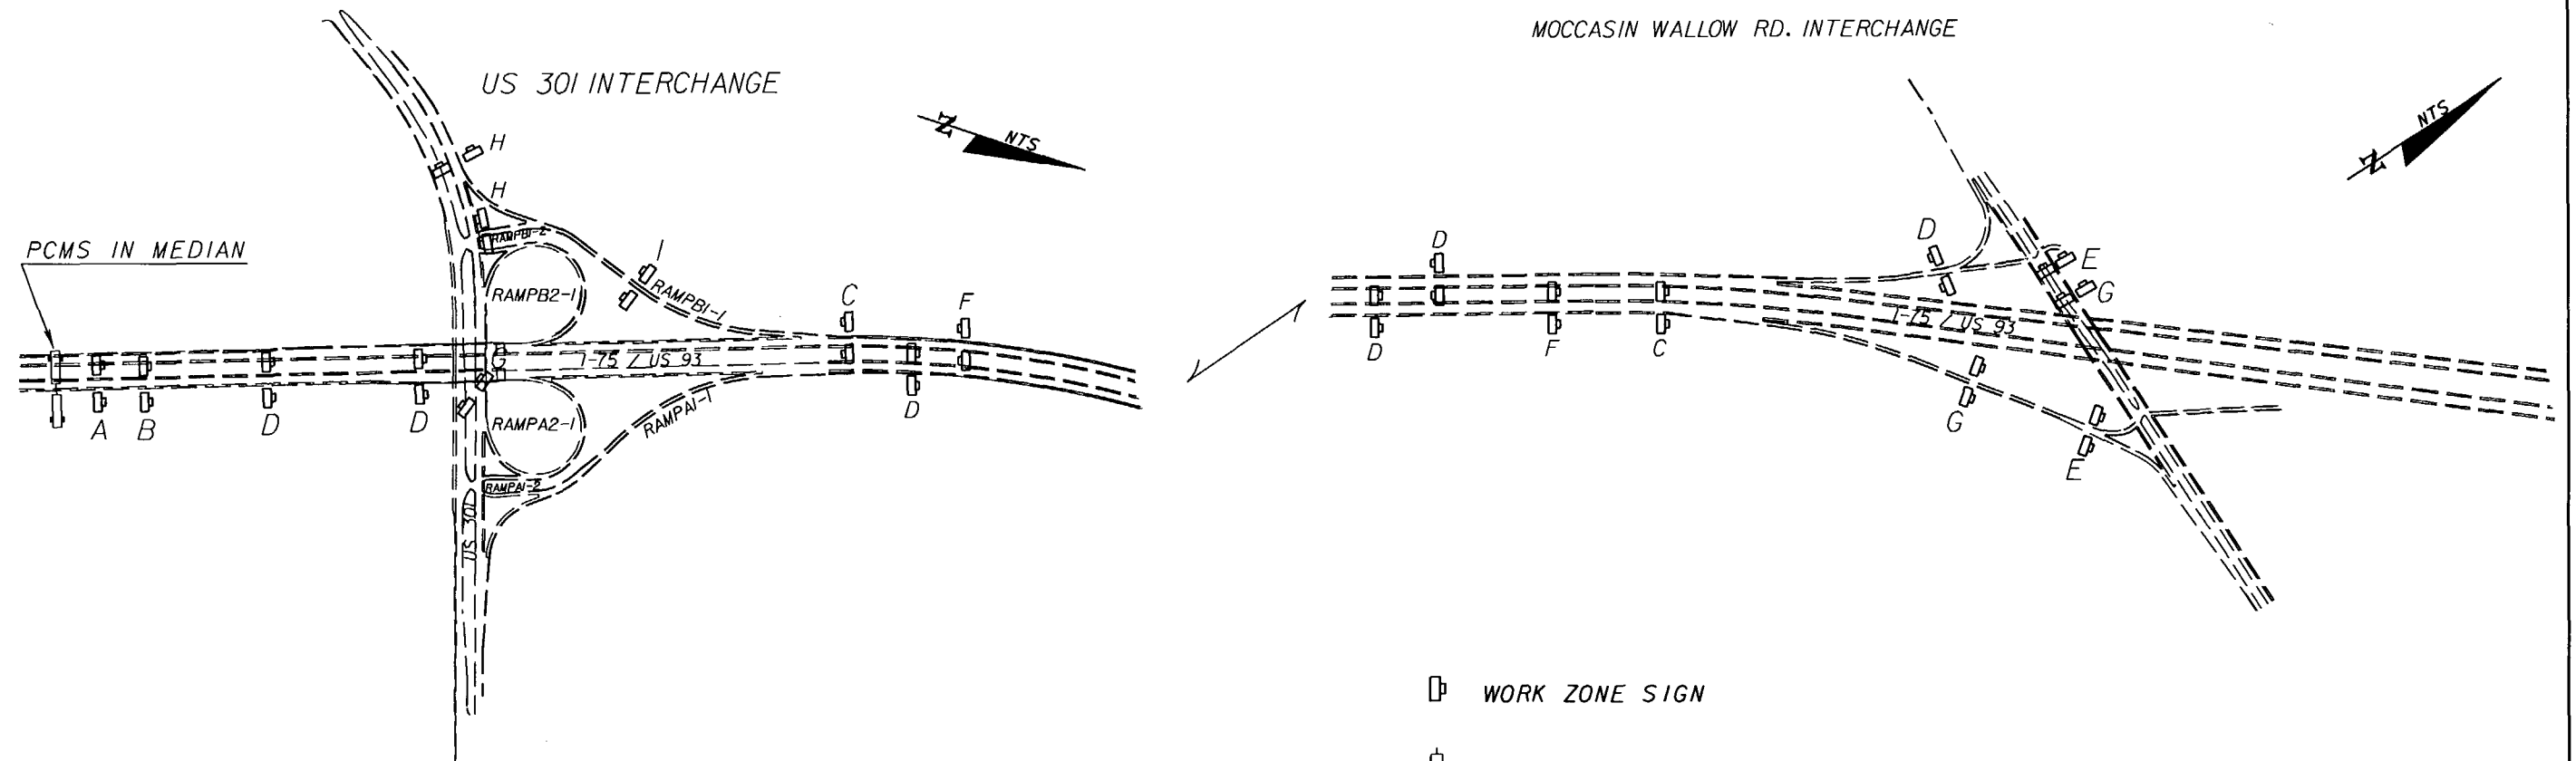 MOCCASIN WALLOW RD. INTERCHANGE
US 301 INTERCHANGE
N NTS
N NTS
H
H
PCMS IN MEDIAN
RAMPB1-2
I
RAMPB2-1
RAMPB1-1
C
F
G
I-75 / US 93
A
B
D
D
D
RAMPA2-1
RAMPA1-1
RAMPA1-2
US 301
D
D
E
G
I-75 / US 93
D
F
C
G
E
WORK ZONE SIGN